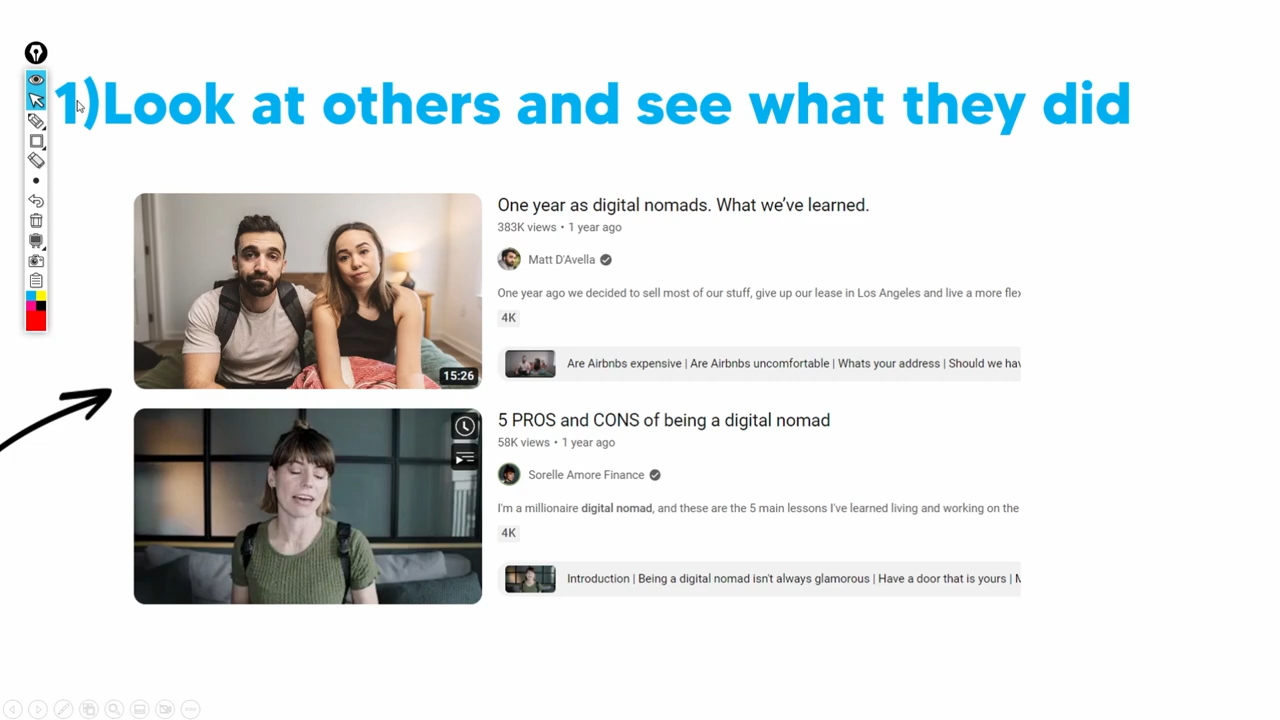 1)Look at others and see what they did
One year as digital nomads. What we’ve learned.
383K views • 1 year ago
Matt D'Avella
One year ago we decided to sell most of our stuff, give up our lease in Los Angeles and live a more flex
4K
15:26
Are Airbnbs expensive | Are Airbnbs uncomfortable | Whats your address | Should we hav
5 PROS and CONS of being a digital nomad
58K views • 1 year ago
Sorelle Amore Finance
I'm a millionaire digital nomad, and these are the 5 main lessons I've learned living and working on the
4K
Introduction | Being a digital nomad isn't always glamorous | Have a door that is yours | M